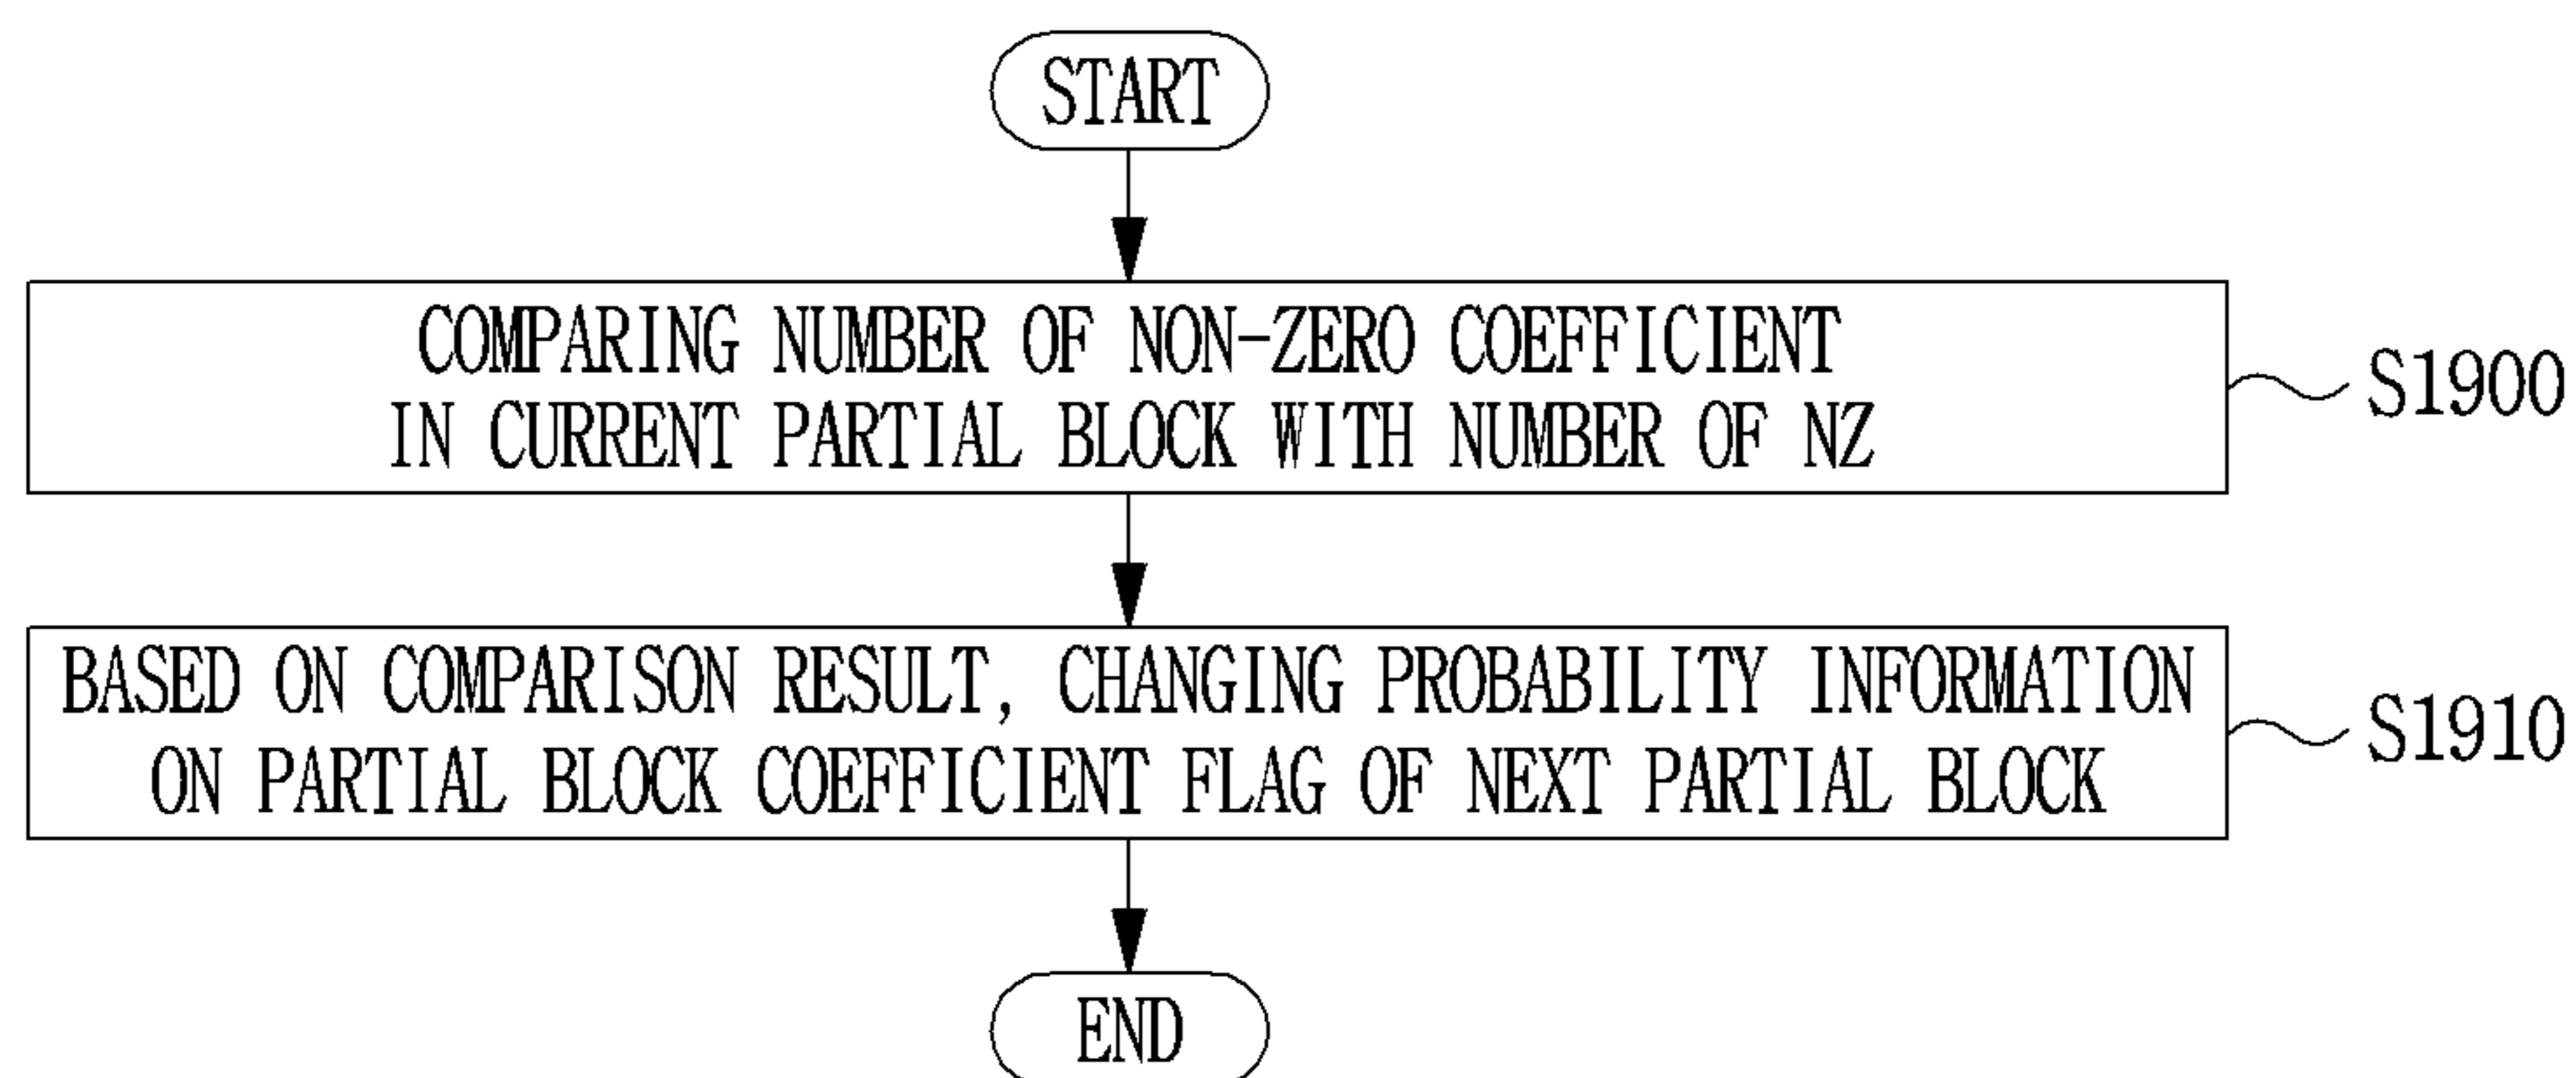 START
COMPARING NUMBER OF NON-ZERO COEFFICIENT
IN CURRENT PARTIAL BLOCK WITH NUMBER OF NZ
S1900
BASED ON COMPARISON RESULT, CHANGING PROBABILITY INFORMATION
ON PARTIAL BLOCK COEFFICIENT FLAG OF NEXT PARTIAL BLOCK
S1910
END